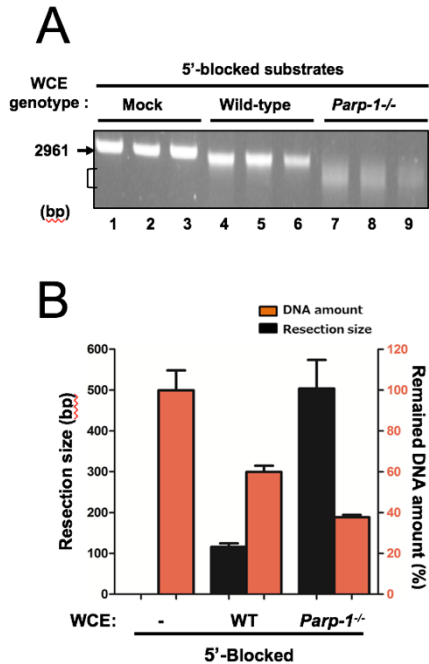 A
5'-blocked substrates
WCE
genotype :
Mock Wild-type Parp-1-/-
2961
(bp)
1 2 3 4 5 6 7 8 9
B
DNA amount
Resection size
600 120
500 100
400 80
300 60
200 40
100 20
0
Resection size (bp)
Remained DNA amount (%)
WCE: - WT Parp-1-/-
5'-Blocked